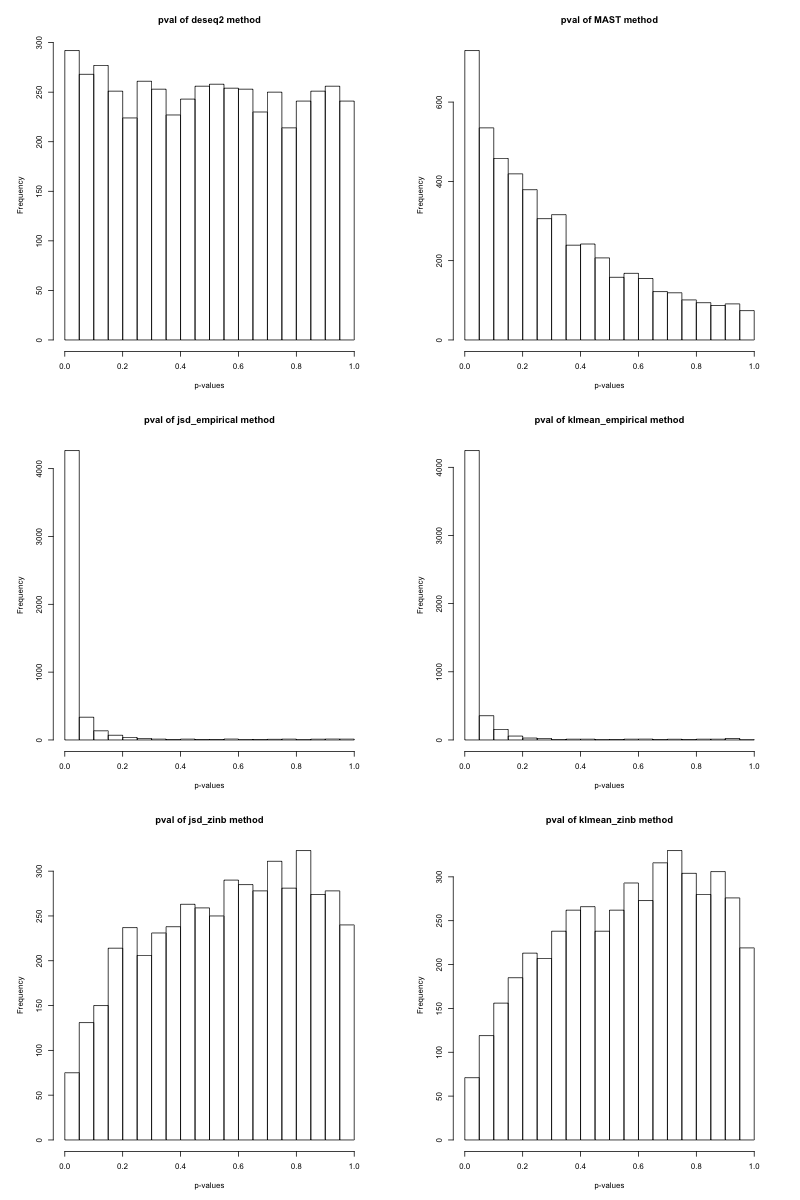 pval of deseq2 method
Frequency
0 50 100 150 200 250 300
0.0 0.2 0.4 0.6 0.8 1.0
p-values
pval of MAST method
Frequency
0 200 400 600
0.0 0.2 0.4 0.6 0.8 1.0
p-values
pval of jsd_empirical method
Frequency
0 1000 2000 3000 4000
0.0 0.2 0.4 0.6 0.8 1.0
p-values
pval of klmean_empirical method
Frequency
0 1000 2000 3000 4000
0.0 0.2 0.4 0.6 0.8 1.0
p-values
pval of jsd_zinb method
Frequency
0 50 100 150 200 250 300
0.0 0.2 0.4 0.6 0.8 1.0
p-values
pval of klmean_zinb method
Frequency
0 50 100 150 200 250 300
0.0 0.2 0.4 0.6 0.8 1.0
p-values